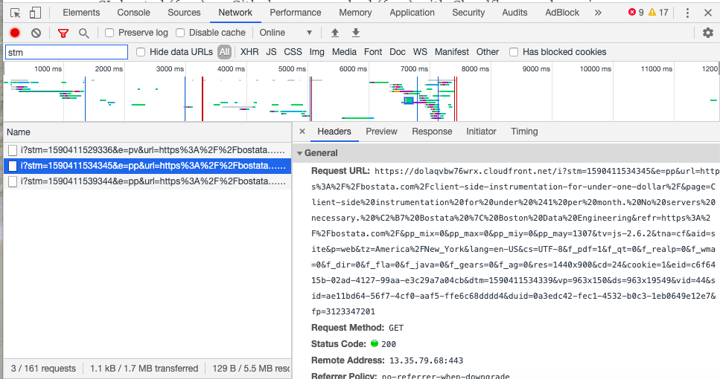 Elements Console Sources Network Performance Memory Application Security Audits AdBlock » 9 17
Preserve log Disable cache Online
stm Hide data URLs All XHR JS CSS Img Media Font Doc WS Manifest Other Has blocked cookies
1000 ms 2000 ms 3000 ms 4000 ms 5000 ms 6000 ms 7000 ms 8000 ms 9000 ms 10000 ms 11000 ms 1200
Name
× Headers Preview Response Initiator Timing
i?stm=1590411529336&e=pv&url=https%3A%2F%2Fbostata......
i?stm=1590411534345&e=pp&url=https%3A%2F%2Fbostata......
i?stm=1590411539344&e=pp&url=https%3A%2F%2Fbostata......
General
Request URL: https://dolaqvbw76wrx.cloudfront.net/i?stm=1590411534345&e=pp&url=http
s%3A%2F%2Fbostata.com%2Fclient-side-instrumentation-for-under-one-dollar%2F&page=C
lient-side%20instrumentation%20for%20under%20%241%20per%20month.%20No%20servers%20
necessary.%20%C2%B7%20Bostata%20%7C%20Boston%20Data%20Engineering&refr=https%3A%2
F%2Fbostata.com%2F&pp_mix=0&pp_max=0&pp_miy=0&pp_may=1307&tv=js-2.6.2&tna=cf&aid=s
ite&p=web&tz=America%2FNew_York&lang=en-US&cs=UTF-8&f_pdf=1&f_qt=0&f_realp=0&f_wma
=0&f_dir=0&f_fla=0&f_java=0&f_gears=0&f_ag=0&res=1440x900&cd=24&cookie=1&eid=c6f64
15b-02ad-4127-99aa-e3c29a7a04cb&dtm=1590411534339&vp=963x150&ds=963x19549&vid=44&s
id=ae11bd64-56f7-4cf0-aaf5-ffe6c68dddd4&duid=0a3edc42-fec1-4532-b0c3-1eb0649e12e7&
fp=3123347201
Request Method: GET
Status Code: 200
Remote Address: 13.35.79.68:443
Referrer Policy: no-referrer-when-downgrade
3 / 161 requests 1.1 kB / 1.7 MB transferred 129 B / 5.5 MB reso